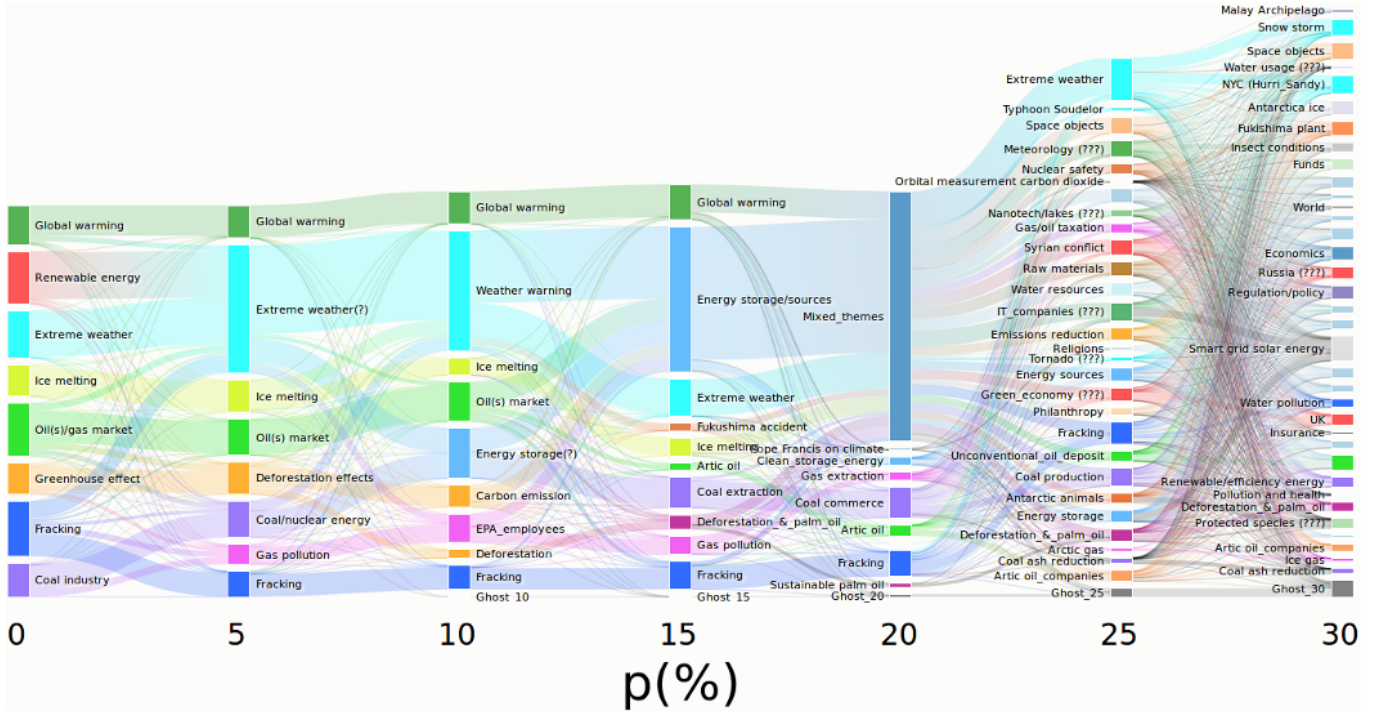 Global warming
Renewable energy
Extreme weather
Ice melting
Oil(s)/gas market
Greenhouse effect
Fracking
Coal industry
Global warming
Extreme weather(?)
Ice melting
Oil(s) market
Deforestation effects
Coal/nuclear energy
Gas pollution
Fracking
Global warming
Weather warning
Ice melting
Oil(s) market
Energy storage(?)
Carbon emission
EPA_employees
Deforestation
Fracking
Ghost_10
Global warming
Energy storage/sources
Extreme weather
Fukushima accident
Ice melting
Artic oil
Coal extraction
Deforestation_&_palm_oil
Gas pollution
Fracking
Ghost_15
Mixed_themes
Pope Francis on climate
Clean_storage_energy
Gas extraction
Coal commerce
Artic oil
Fracking
Sustainable palm oil
Ghost_20
Extreme weather
Typhoon Soudelor
Space objects
Meteorology (???)
Nuclear safety
Orbital measurement carbon dioxide
Nanotech/lakes (???)
Gas/oil taxation
Syrian conflict
Raw materials
Water resources
IT_companies (???)
Emissions reduction
Religions
Tornado (???)
Energy sources
Green_economy (???)
Philanthropy
Fracking
Unconventional_oil_deposit
Coal production
Antarctic animals
Energy storage
Deforestation_&_palm_oil
Arctic gas
Coal ash reduction
Artic oil_companies
Ghost_25
Malay Archipelago
Snow storm
Space objects
Water usage (???)
NYC (Hurri_Sandy)
Antarctica ice
Fukishima plant
Insect conditions
Funds
World
Economics
Russia (???)
Regulation/policy
Smart grid solar energy
Water pollution
UK
Insurance
Renewable/efficiency energy
Pollution and health
Deforestation_&_palm_oil
Protected species (???)
Artic oil_companies
Ice gas
Coal ash reduction
Ghost_30
0 5 10 15 20 25 30
p(%)